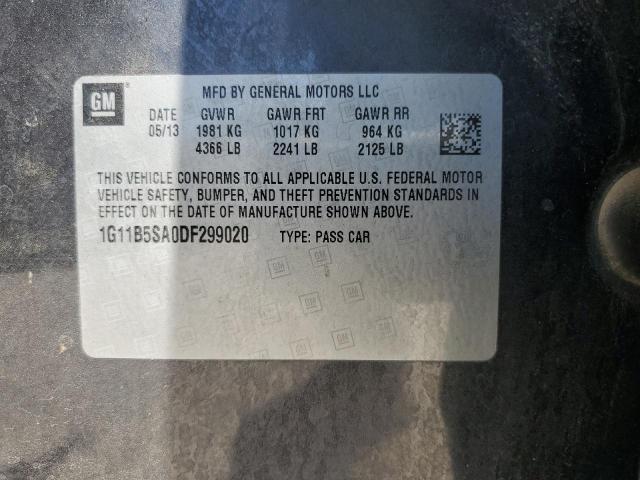 GM
MFD BY GENERAL MOTORS LLC
DATE GVWR GAWR FRT GAWR RR
05/13 1981 KG 1017 KG 964 KG
4366 LB 2241 LB 2125 LB
THIS VEHICLE CONFORMS TO ALL APPLICABLE U.S. FEDERAL MOTOR
VEHICLE SAFETY, BUMPER, AND THEFT PREVENTION STANDARDS IN
EFFECT ON THE DATE OF MANUFACTURE SHOWN ABOVE.
1G11B5SA0DF299020 TYPE: PASS CAR